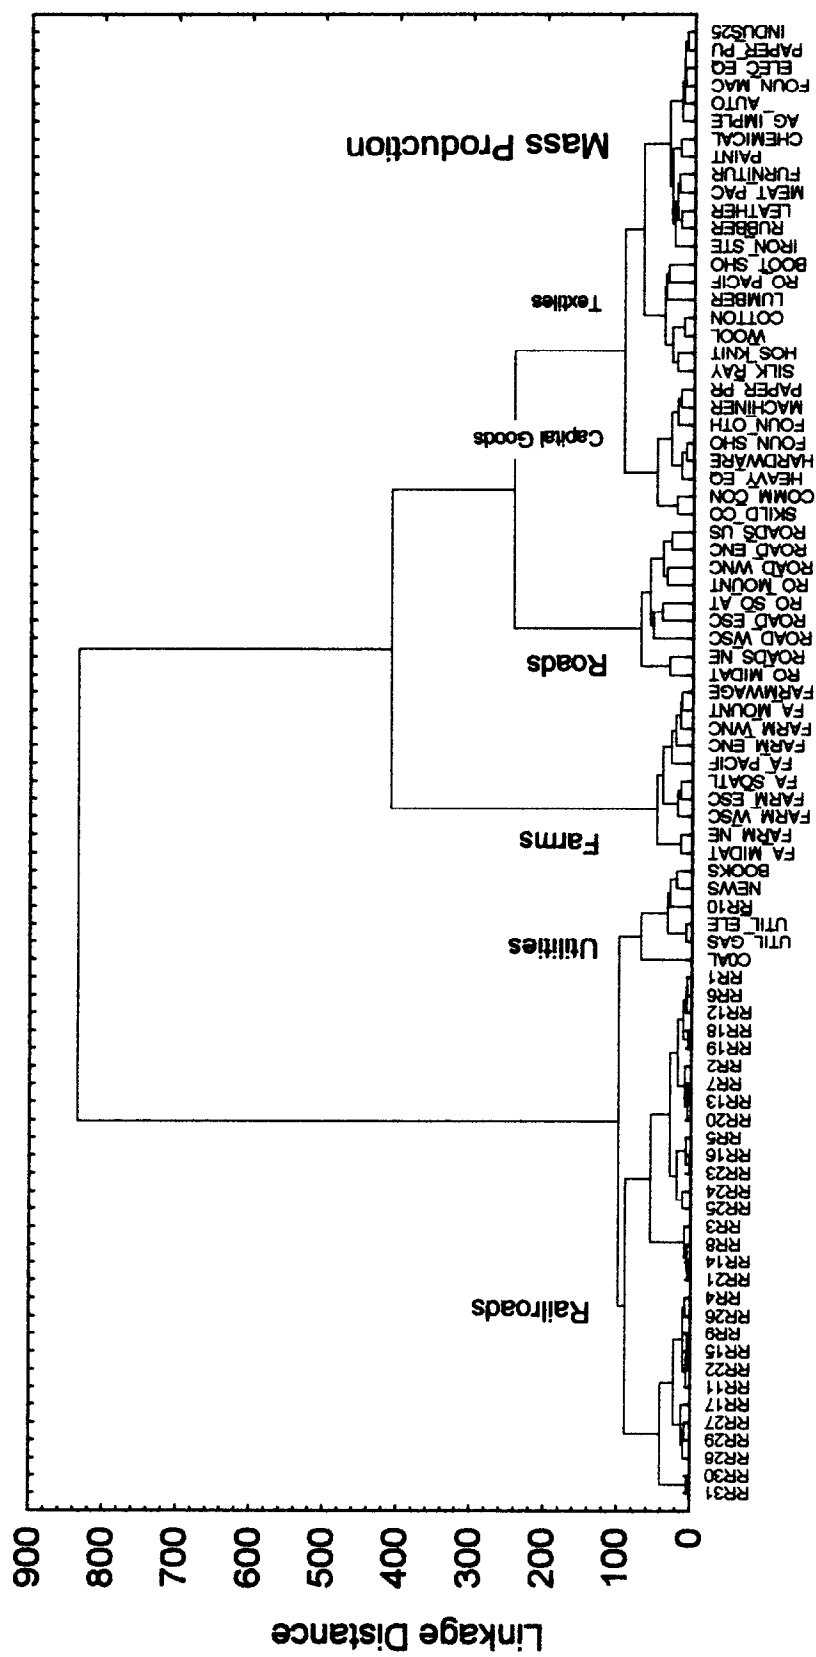 INDUS25
PAPER_PU
ELEC_EQ
FOUN_MAC
AUTO
AG_IMPLE
CHEMICAL
PAINT
FURNITUR
MEAT_PAC
LEATHER
RUBBER
IRON_STE
BOOT_SHO
RO_PACIF
LUMBER
COTTON
WOOL
HOS_KNIT
SILK_RAY
PAPER_PR
MACHINER
FOUN_OTH
FOUN_SHO
HARDWARE
HEAVY_EQ
COMM_CON
SKILD_CO
ROADS_US
ROAD_ENC
ROAD_WNC
RO_MOUNT
RO_SO_AT
ROAD_ESC
ROAD_WSC
ROADS_NE
RO_MIDAT
FARMWAGE
FA_MOUNT
FARM_WNC
FARM_ENC
FA_PACIF
FA_SOATL
FARM_ESC
FARM_WSC
FARM_NE
FA_MIDAT
BOOKS
NEWS
RR10
UTIL_ELE
UTIL_GAS
COAL
RR1
RR6
RR12
RR18
RR19
RR2
RR7
RR13
RR20
RR5
RR16
RR23
RR24
RR25
RR3
RR8
RR14
RR21
RR4
RR26
RR9
RR15
RR22
RR11
RR17
RR27
RR29
RR28
RR30
RR31
Mass Production
Textiles
Capital Goods
Roads
Farms
Utilities
Railroads
900
800
700
600
500
400
300
200
100
0
Linkage Distance